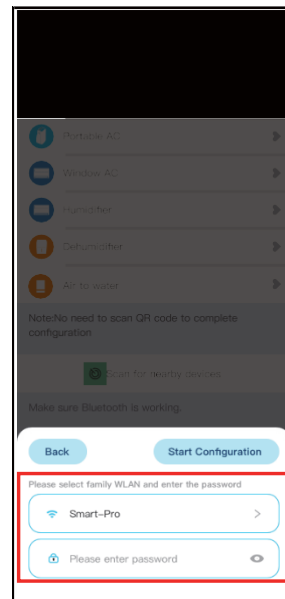 Portable AC
Window AC
Humidifier
Dehumidifier
Air to water
Note:No need to scan QR code to complete
configuration
Scan for nearby devices
Make sure Bluetooth is working.
Back
Start Configuration
Please select family WLAN and enter the password
Smart-Pro
Please enter password